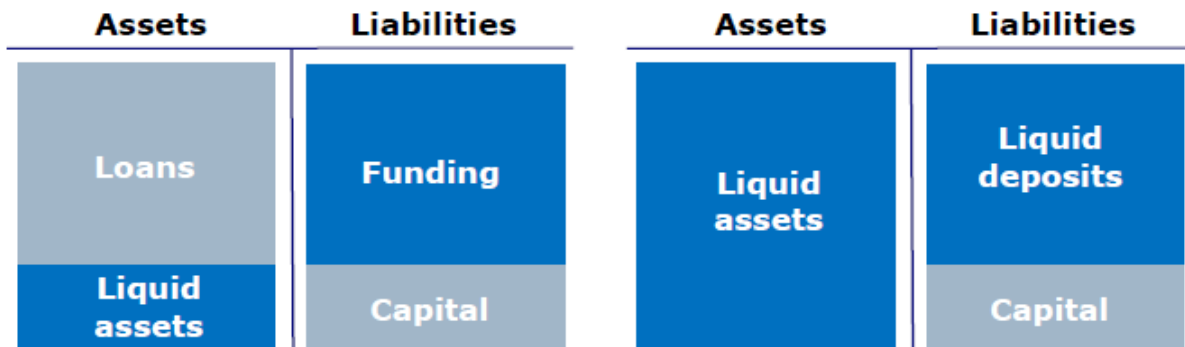 Assets Liabilities Assets Liabilities
Loans
Funding
Liquid
assets
Capital
Liquid
assets
Liquid
deposits
Capital